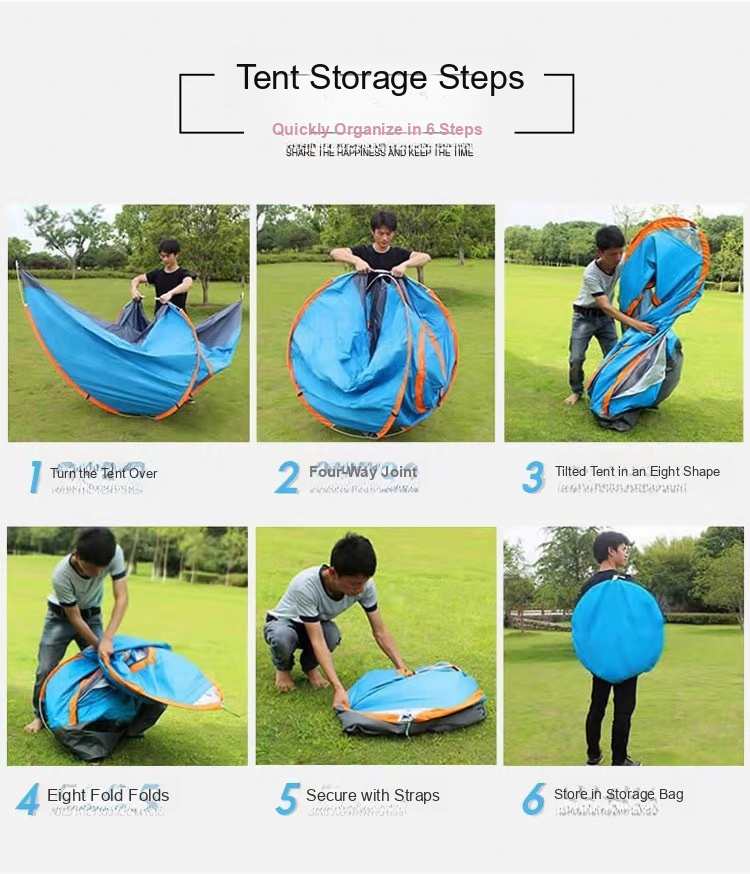 Tent Storage Steps
Quickly Organize in 6 Steps
SHARE THE HAPPINESS AND KEEP THE TIME
1 Turn the Tent Over
2 Four-Way Joint
3 Tilted Tent in an Eight Shape
4 Eight Fold Folds
5 Secure with Straps
6 Store in Storage Bag